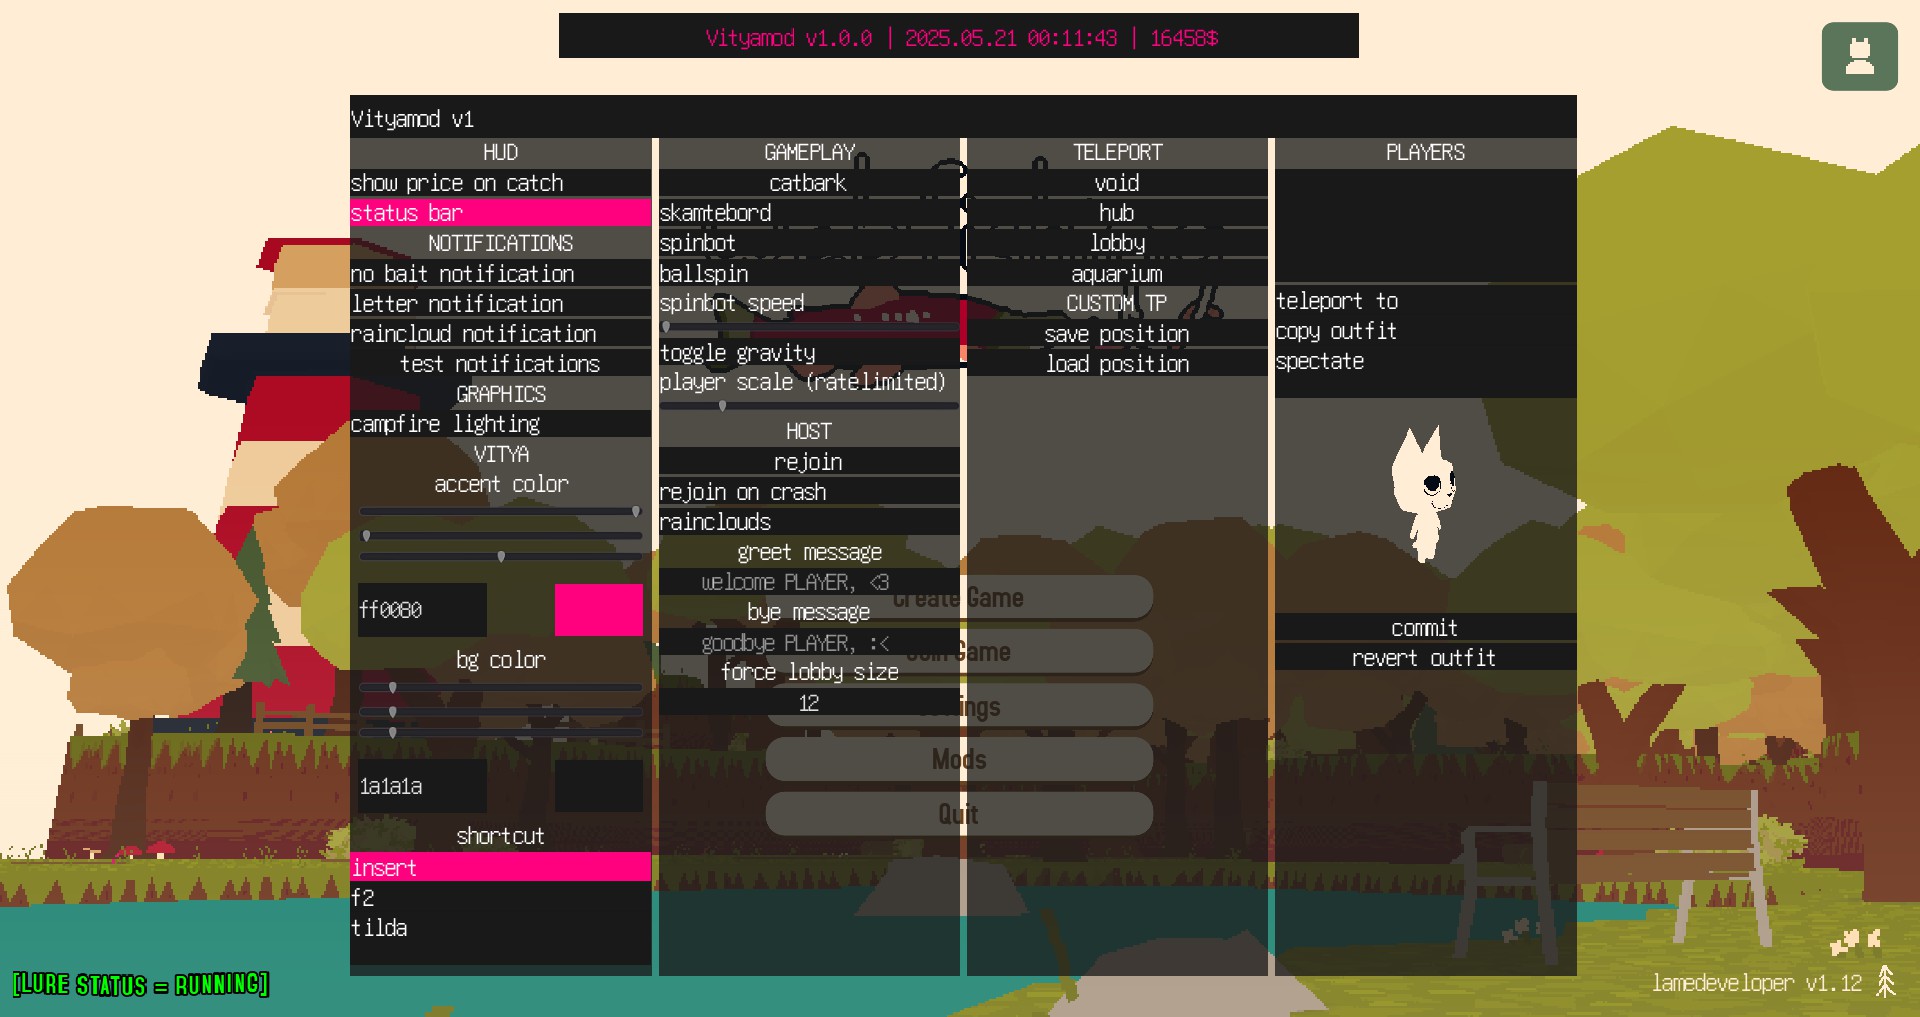 Vityamod v1.0.0 | 2025.05.21 00:11:43 | 16458$
Vityamod v1
HUD
show price on catch
status bar
NOTIFICATIONS
no bait notification
letter notification
raincloud notification
test notifications
GRAPHICS
campfire lighting
VITYA
accent color
ff0080
bg color
1a1a1a
shortcut
insert
f2
tilda
GAMEPLAY
catbark
skamtebord
spinbot
ballspin
spinbot speed
toggle gravity
player scale (ratelimited)
HOST
rejoin
rejoin on crash
rainclouds
greet message
welcome PLAYER, <3
bye message
goodbye PLAYER, :<
force lobby size
12
TELEPORT
void
hub
lobby
aquarium
CUSTOM TP
save position
load position
PLAYERS
teleport to
copy outfit
spectate
commit
revert outfit
Create Game
Game
Mods
Quit
[LURE STATUS = RUNNING]
lamedeveloper v1.12